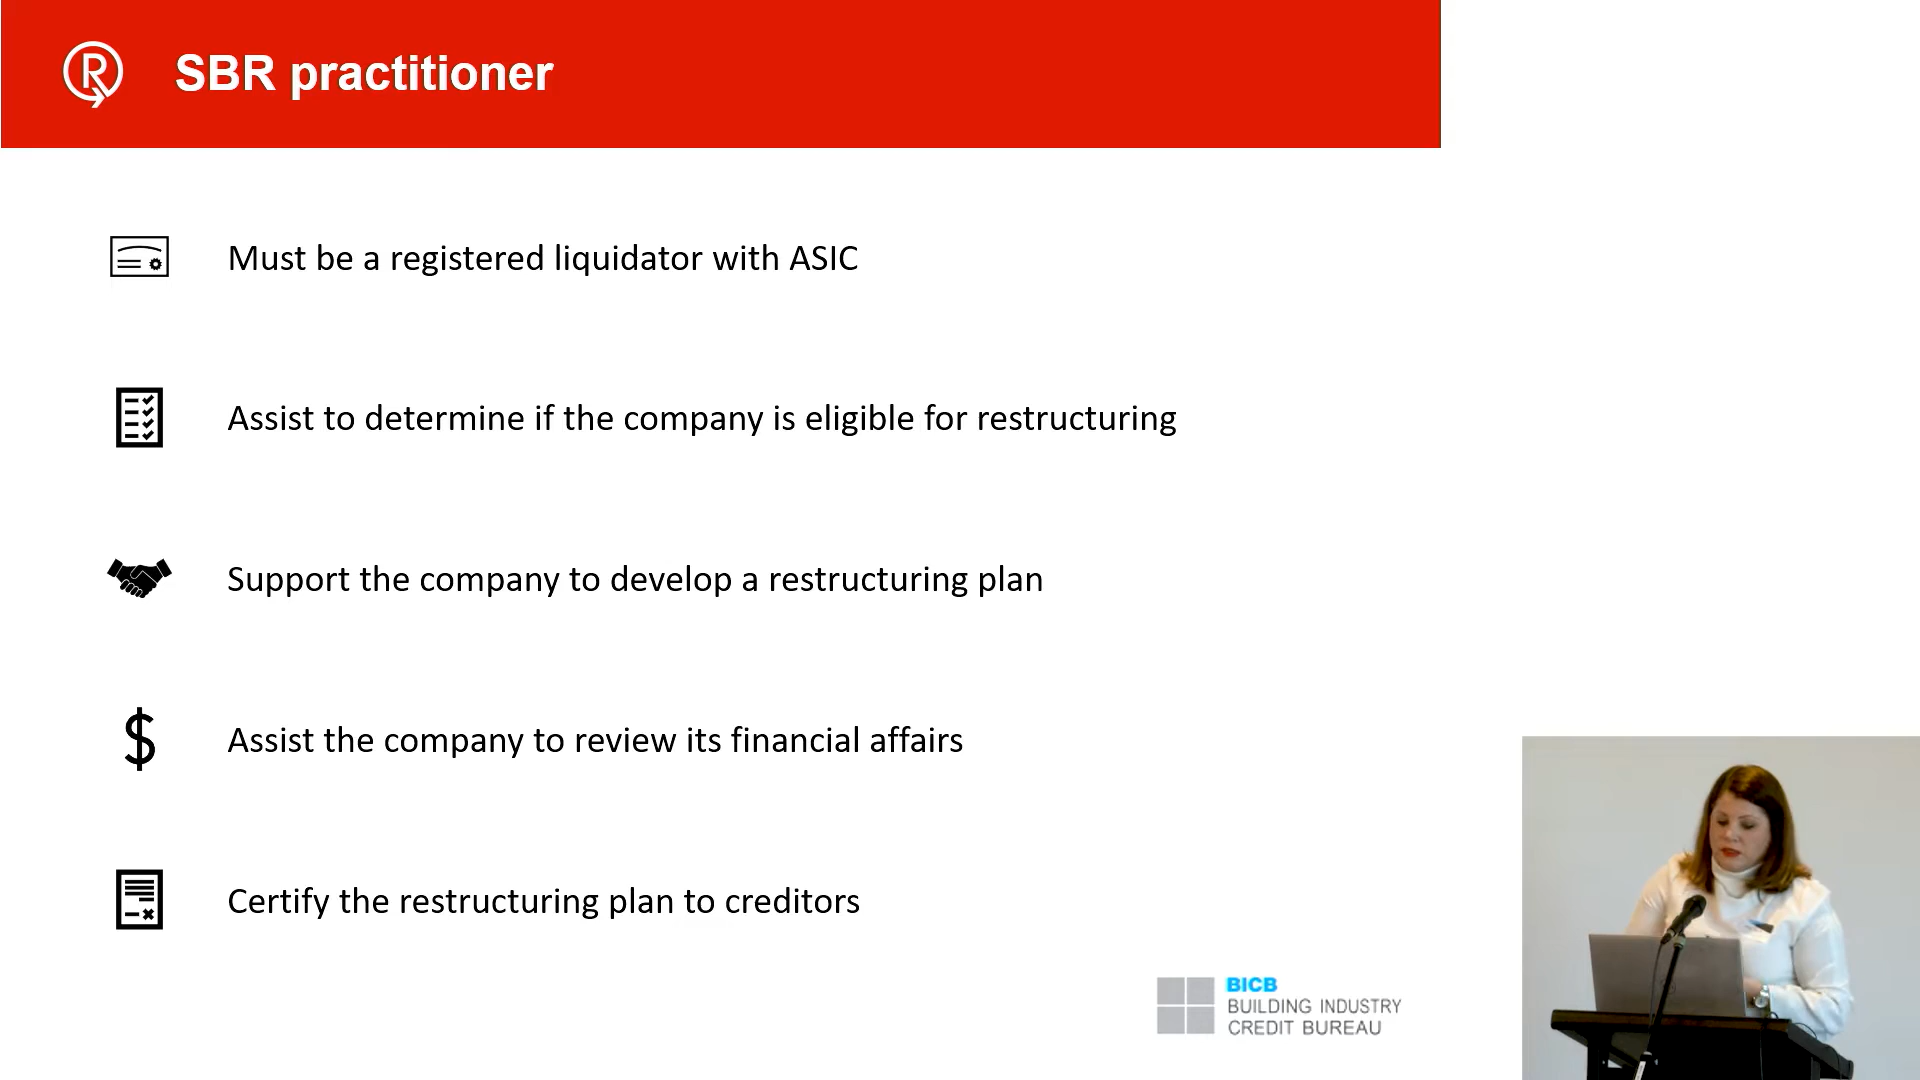 SBR practitioner
Must be a registered liquidator with ASIC
Assist to determine if the company is eligible for restructuring
Support the company to develop a restructuring plan
$
Assist the company to review its financial affairs
Certify the restructuring plan to creditors
BICB
BUILDING INDUSTRY
CREDIT BUREAU